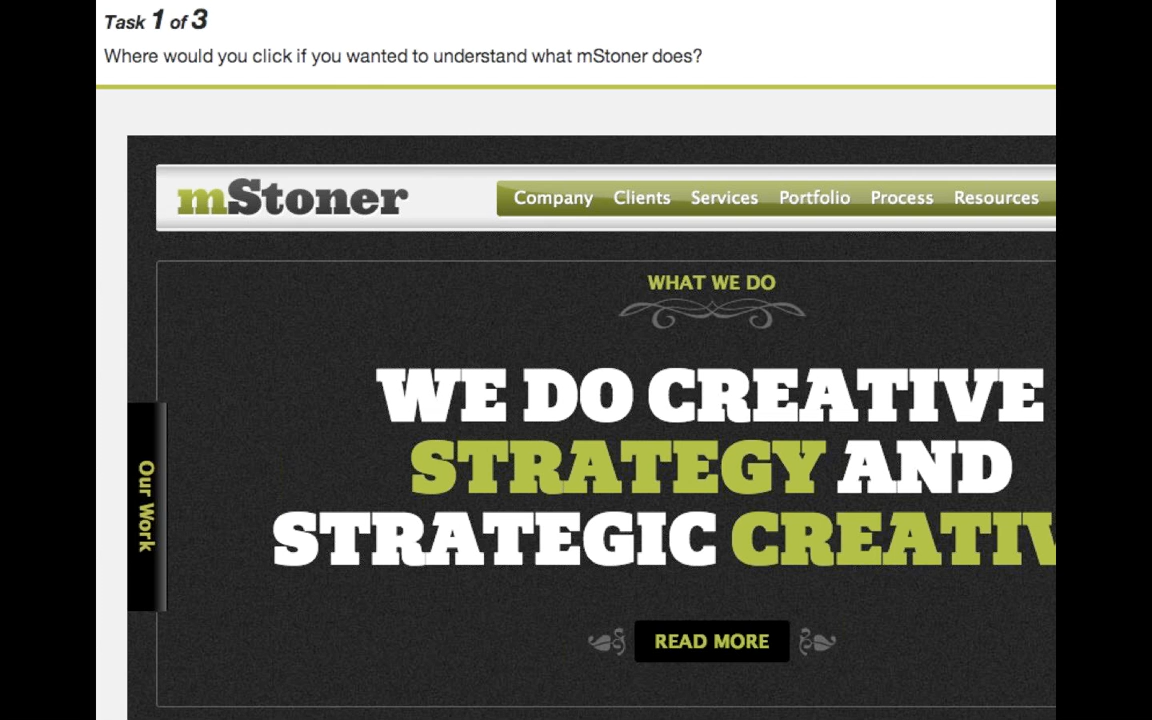 Task 1 of 3
Where would you click if you wanted to understand what mStoner does?
mStoner
Company Clients Services Portfolio Process Resources
WHAT WE DO
WE DO CREATIVE
STRATEGY AND
STRATEGIC CREATIV
Our Work
READ MORE